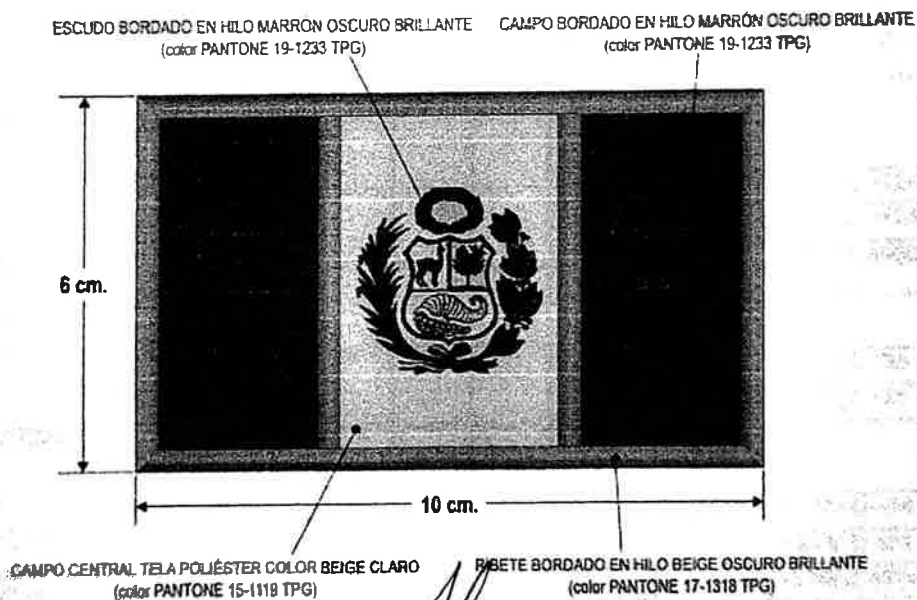 ESCUDO BORDADO EN HILO MARRON OSCURO BRILLANTE
(color PANTONE 19-1233 TPG)
CAMPO BORDADO EN HILO MARRÓN OSCURO BRILLANTE
(color PANTONE 19-1233 TPG)
6 cm.
10 cm.
CAMPO CENTRAL TELA POLIÉSTER COLOR BEIGE CLARO
(color PANTONE 15-1119 TPG)
RIBETE BORDADO EN HILO BEIGE OSCURO BRILLANTE
(color PANTONE 17-1318 TPG)